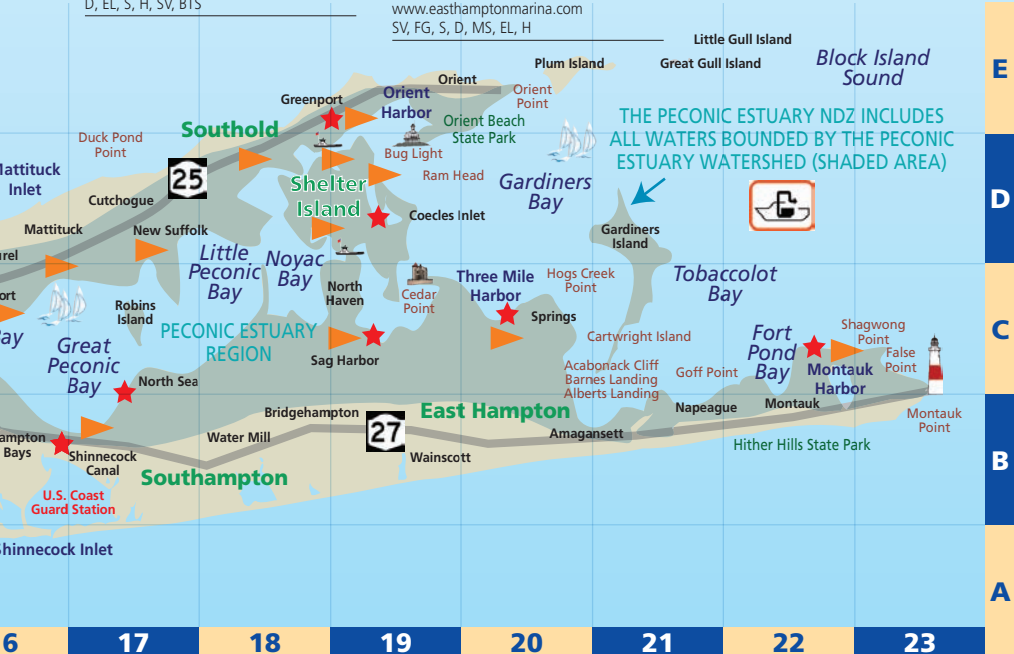 D, EL, S, H, SV, BTS
www.easthamptonmarina.com
SV, FG, S, D, MS, EL, H
Little Gull Island
Great Gull Island
Plum Island
Block Island
Sound
E
Orient
Orient
Point
Greenport
Orient
Harbor
Orient Beach
State Park
THE PECONIC ESTUARY NDZ INCLUDES
ALL WATERS BOUNDED BY THE PECONIC
ESTUARY WATERSHED (SHADED AREA)
Southold
Duck Pond
Point
Bug Light
Mattituck
Inlet
25
Ram Head
Shelter
Island
Gardiners
Bay
D
Cutchogue
Coecles Inlet
Mattituck
New Suffolk
Gardiners
Island
Little
Peconic
Bay
Noyac
Bay
North
Haven
Cedar
Point
Three Mile
Harbor
Hogs Creek
Point
Tobaccolot
Bay
Robins
Island
Springs
C
PECONIC ESTUARY
REGION
Great
Peconic
Bay
Sag Harbor
Cartwright Island
Fort
Pond
Bay
Shagwong
Point
False
Point
Montauk
Harbor
Acabonack Cliff
Barnes Landing
Alberts Landing
Goff Point
North Sea
Bridgehampton
East Hampton
Napeague
Montauk
Montauk
Point
27
Water Mill
Wainscott
Amagansett
Hither Hills State Park
Bays
Shinnecock
Canal
Southampton
B
U.S. Coast
Guard Station
Shinnecock Inlet
A
6
17
18
19
20
21
22
23